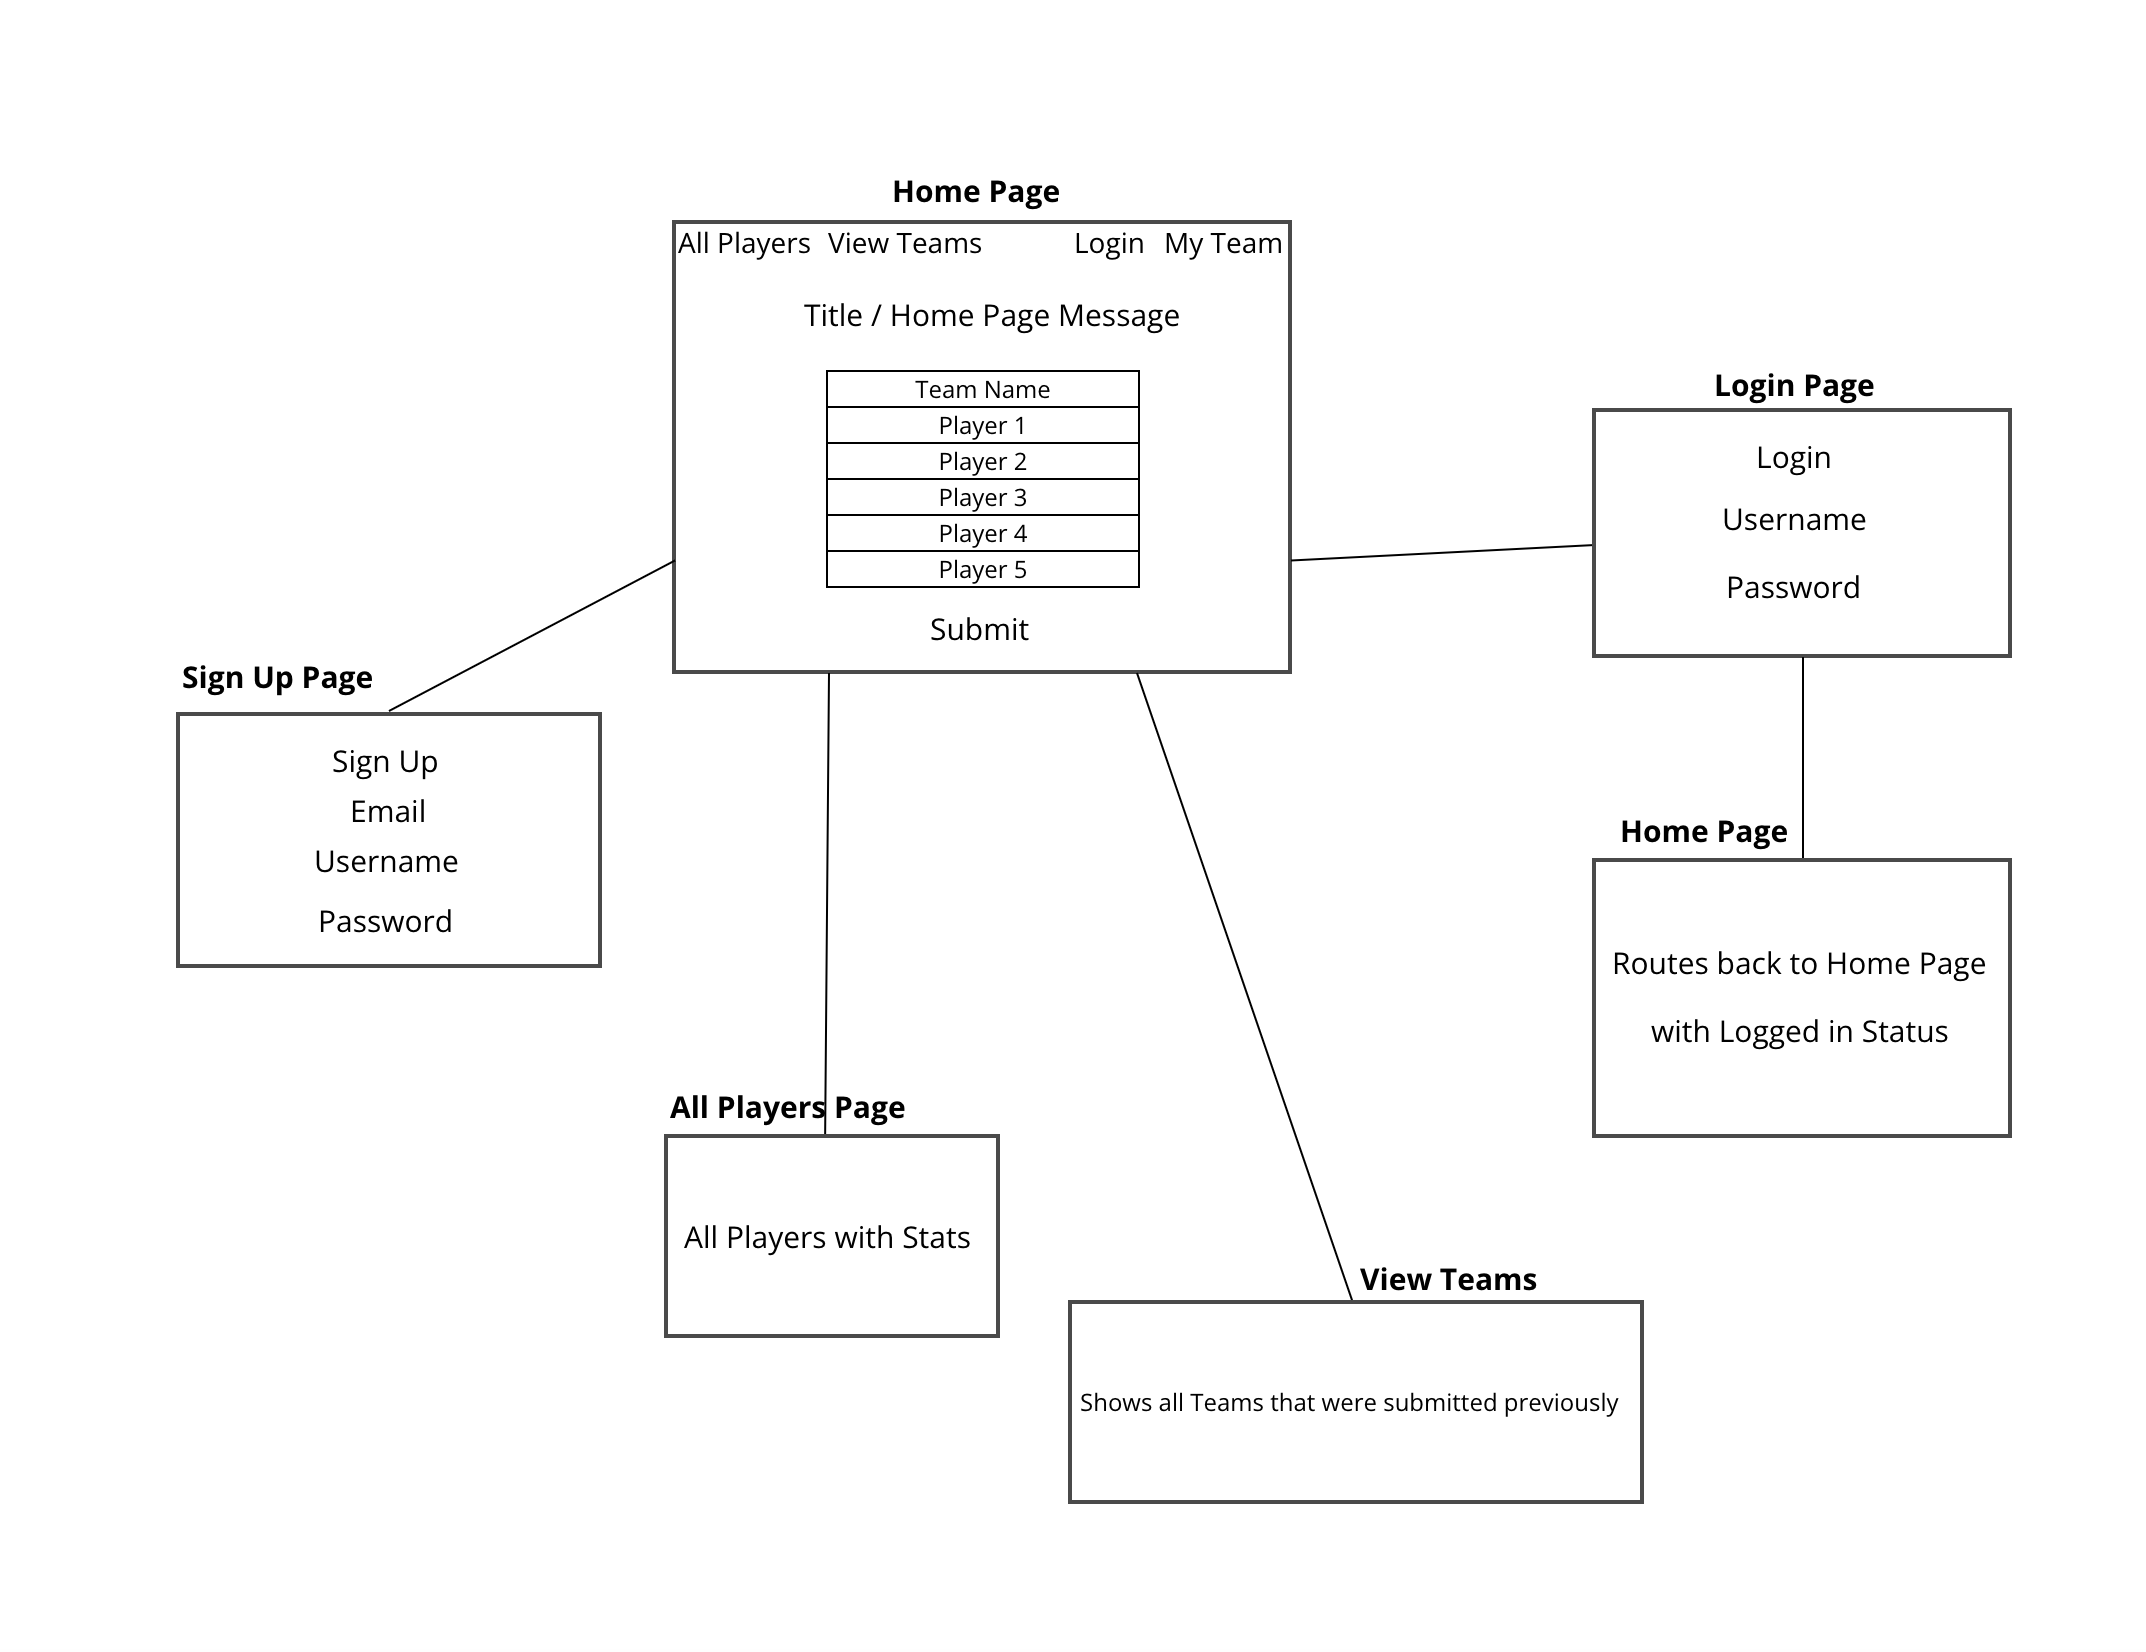 Home Page
All Players View Teams Login My Team
Title / Home Page Message
Team Name
Player 1
Player 2
Player 3
Player 4
Player 5
Submit
Login Page
Login
Username
Password
Sign Up Page
Sign Up
Email
Username
Password
Home Page
Routes back to Home Page
with Logged in Status
All Players Page
All Players with Stats
View Teams
Shows all Teams that were submitted previously